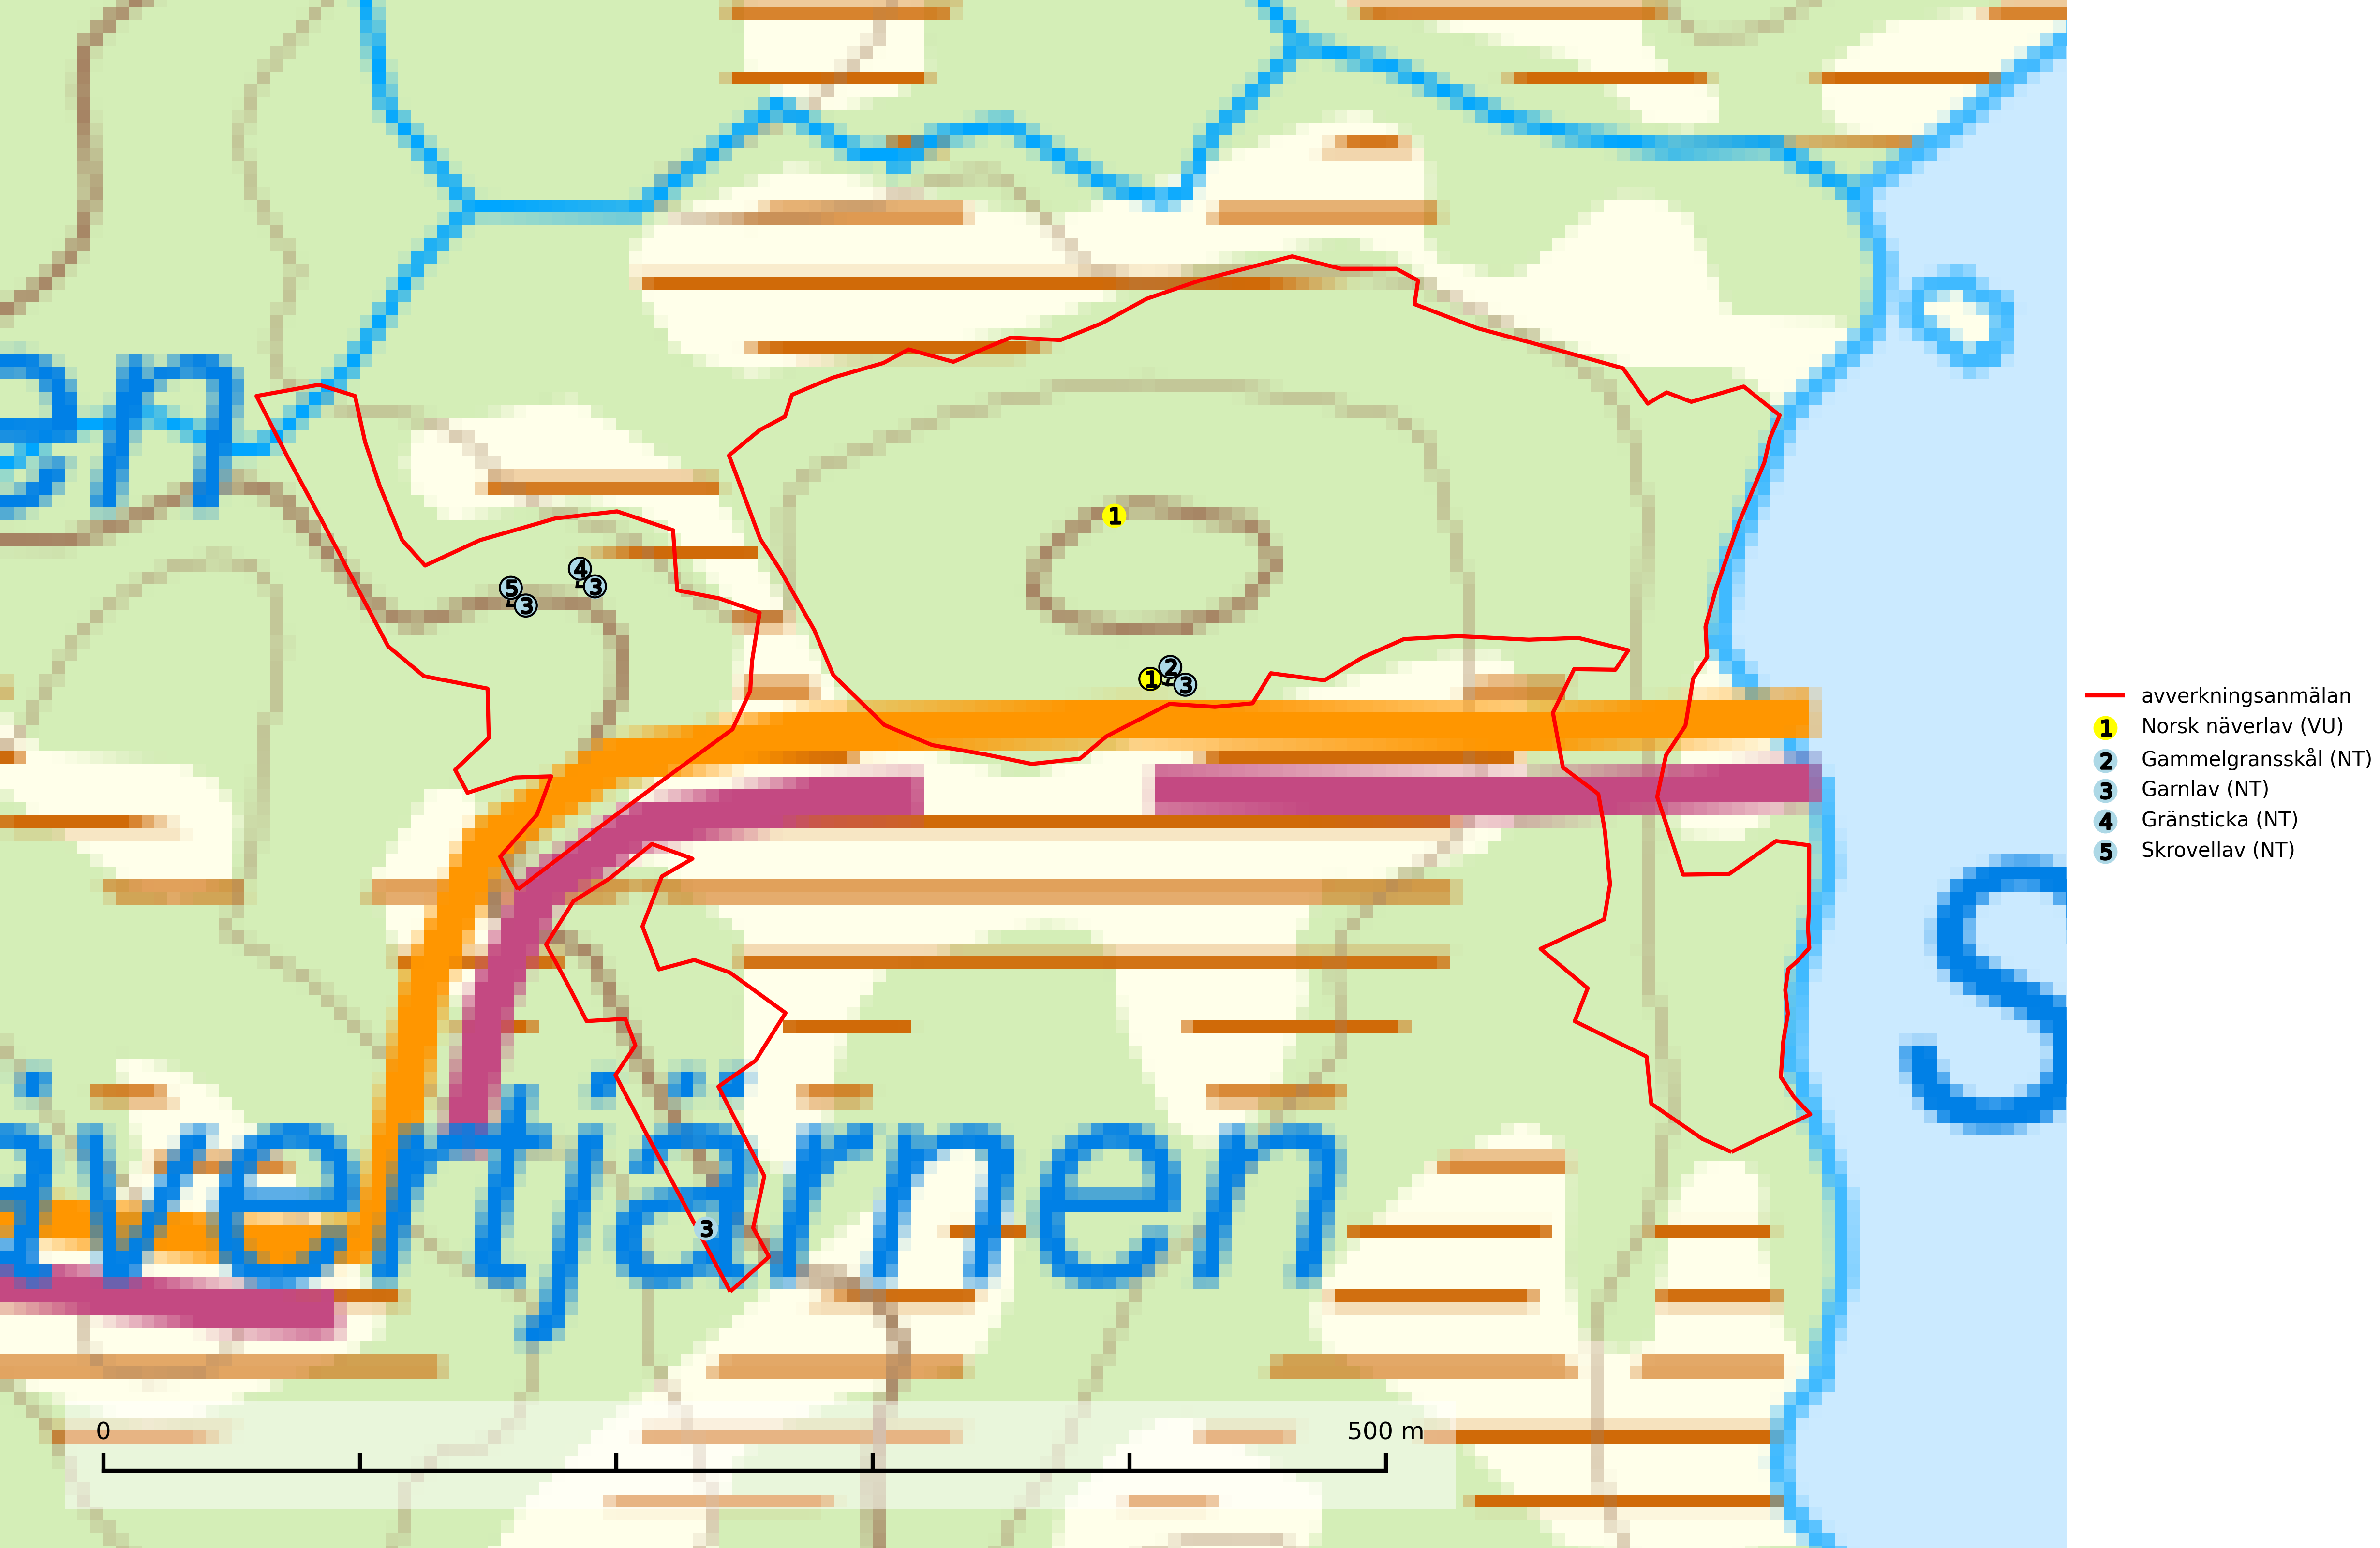 en
1
4
3
5
3
2
1
3
avverkningsanmälan
1 Norsk näverlav (VU)
2 Gammelgransskål (NT)
3 Garnlav (NT)
4 Gränsticka (NT)
5 Skrovellav (NT)
S
avertjärnen
3
0 500 m